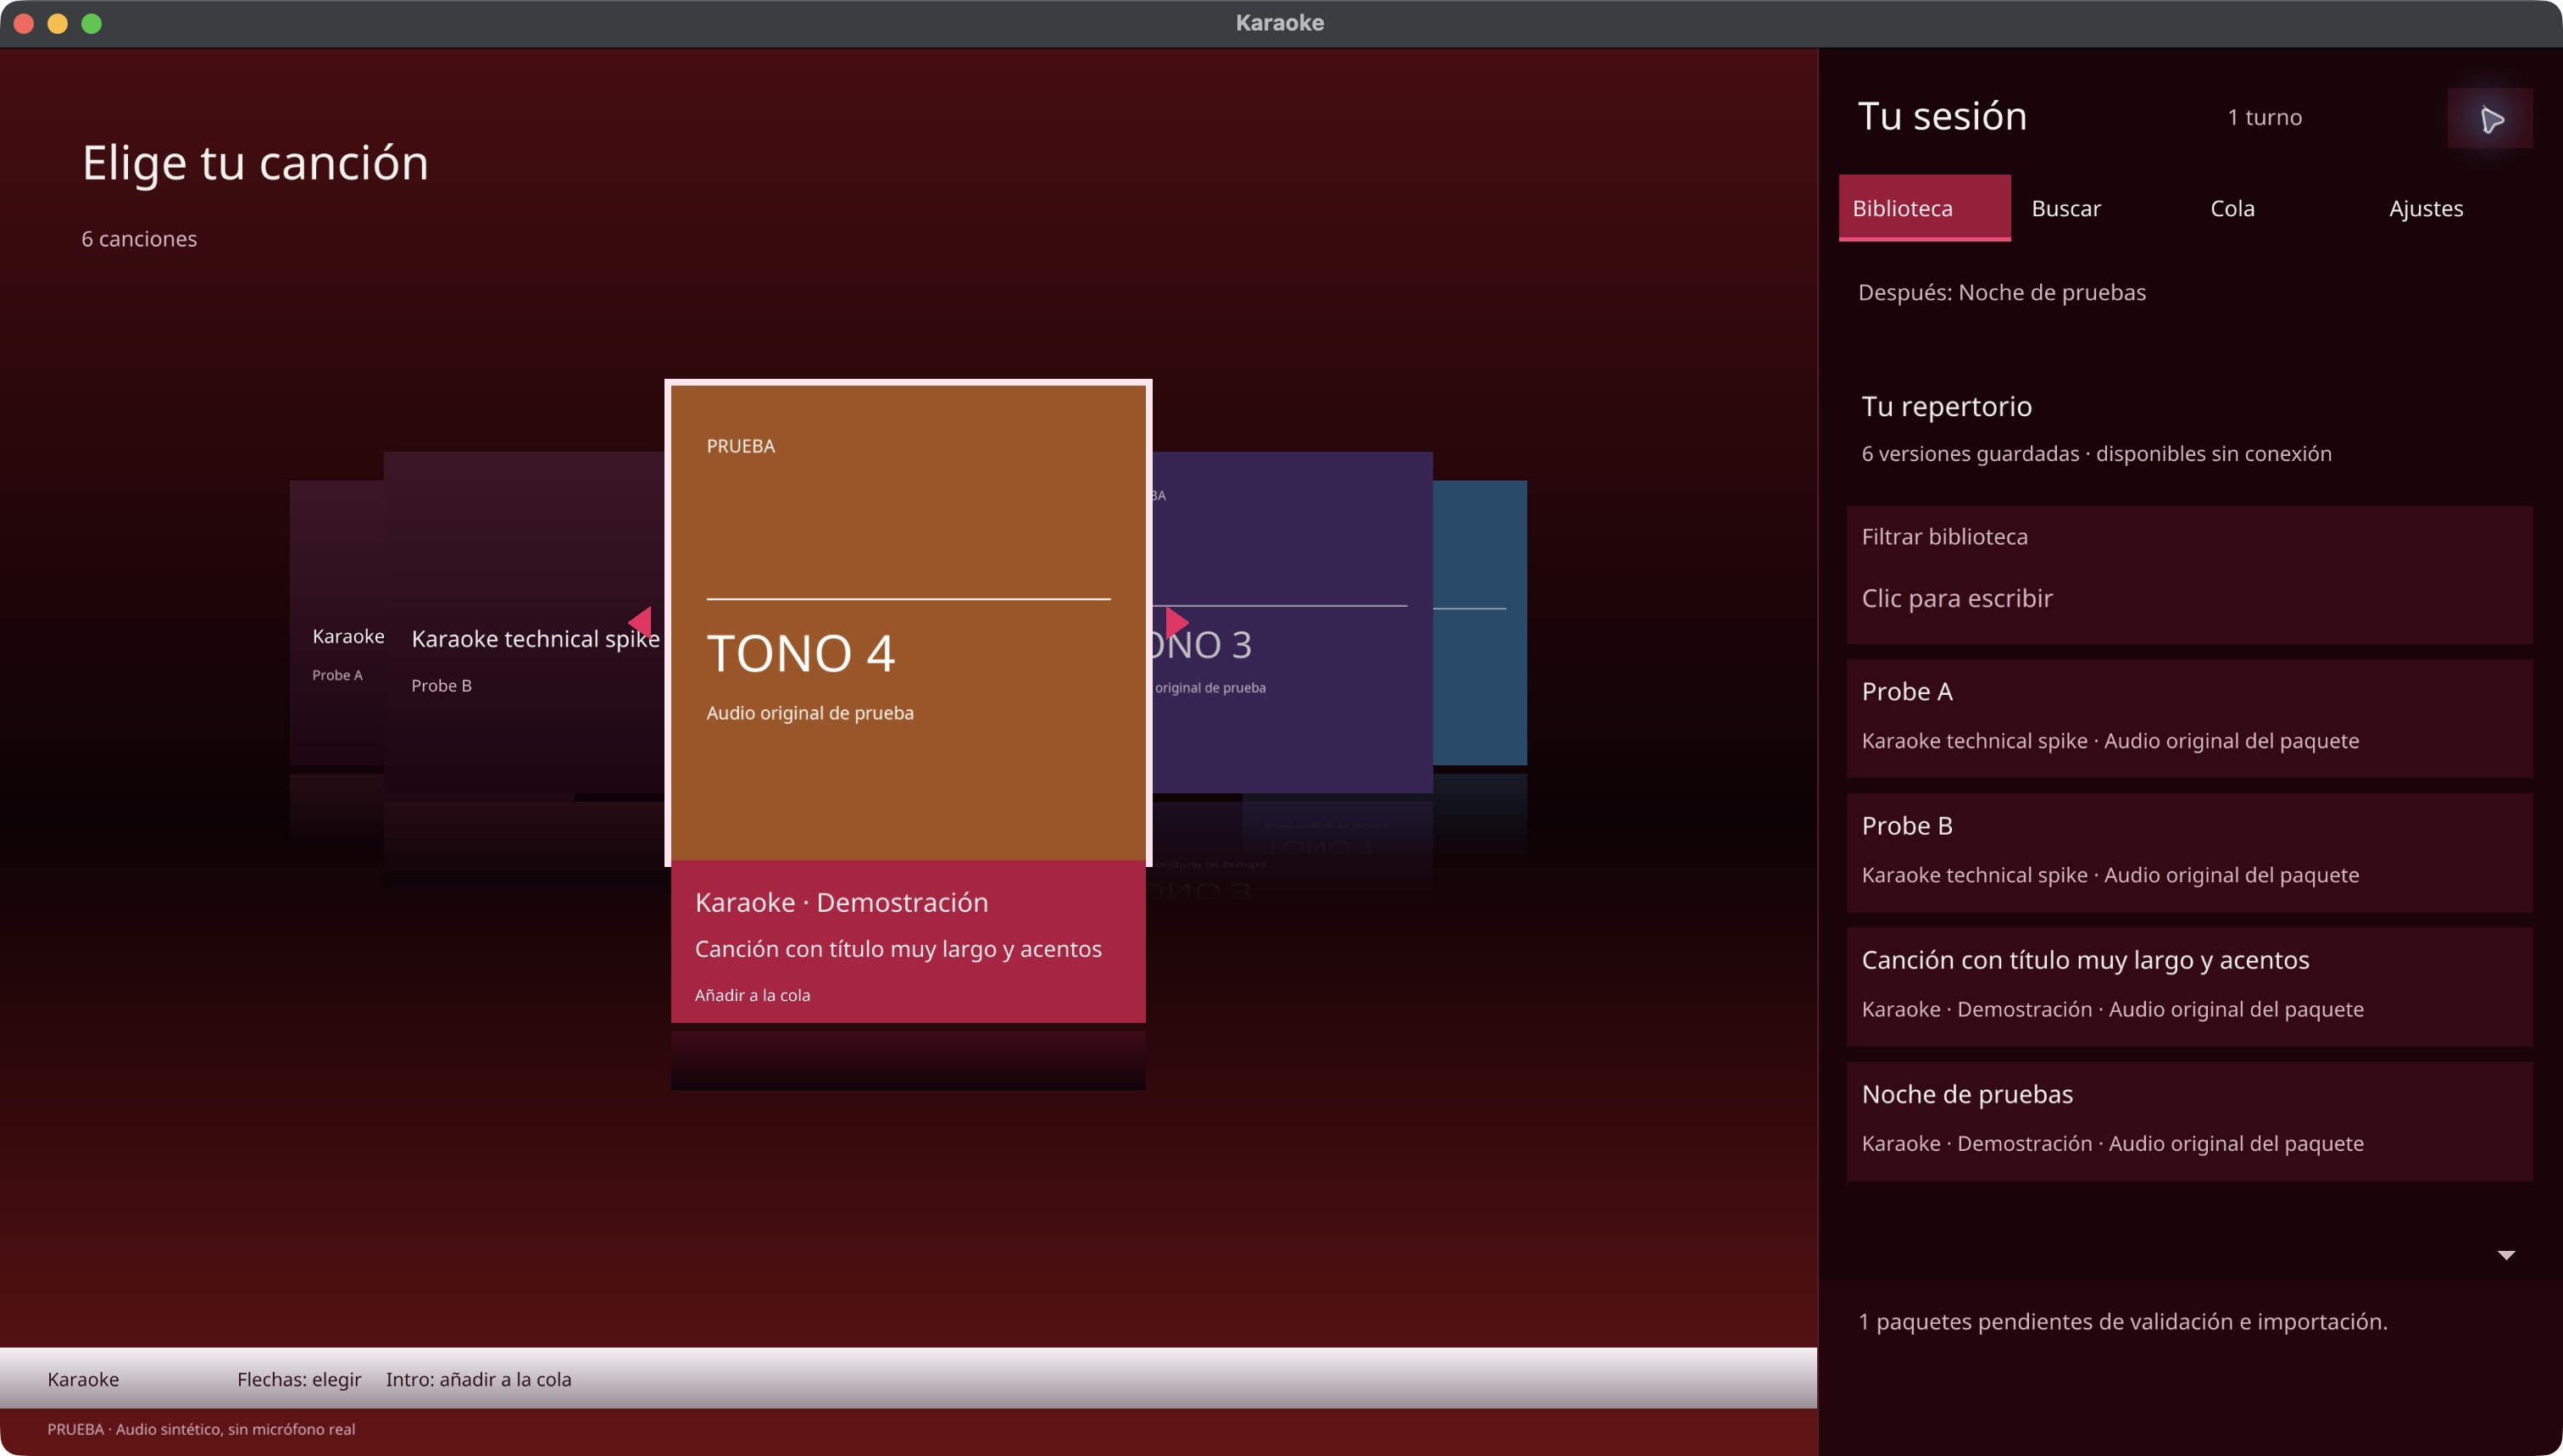 Karaoke
Elige tu canción
6 canciones
Karaoke
Probe A
Karaoke technical spike
Probe B
PRUEBA
TONO 4
Audio original de prueba
BA
ONO 3
original de prueba
Karaoke · Demostración
Canción con título muy largo y acentos
Añadir a la cola
Karaoke
Flechas: elegir
Intro: añadir a la cola
PRUEBA · Audio sintético, sin micrófono real
Tu sesión
1 turno
Biblioteca
Buscar
Cola
Ajustes
Después: Noche de pruebas
Tu repertorio
6 versiones guardadas · disponibles sin conexión
Filtrar biblioteca
Clic para escribir
Probe A
Karaoke technical spike · Audio original del paquete
Probe B
Karaoke technical spike · Audio original del paquete
Canción con título muy largo y acentos
Karaoke · Demostración · Audio original del paquete
Noche de pruebas
Karaoke · Demostración · Audio original del paquete
1 paquetes pendientes de validación e importación.